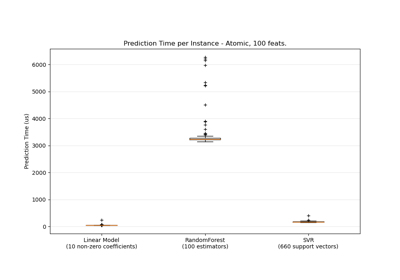 Prediction Time per Instance - Atomic, 100 feats.
6000
5000
4000
3000
2000
1000
0
Prediction Time (us)
Linear Model
(10 non-zero coefficients)
RandomForest
(100 estimators)
SVR
(660 support vectors)